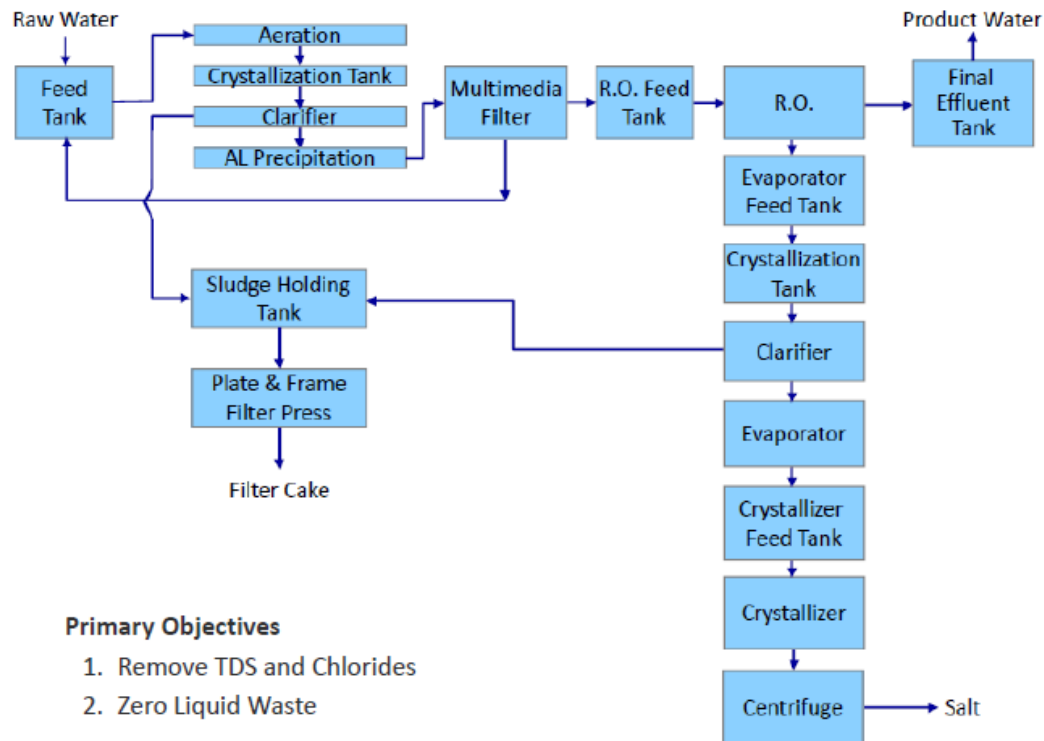 Raw Water
Product Water
Aeration
Crystallization Tank
Clarifier
AL Precipitation
Feed
Tank
Multimedia
Filter
R.O. Feed
Tank
R.O.
Final
Effluent
Tank
Evaporator
Feed Tank
Crystallization
Tank
Sludge Holding
Tank
Clarifier
Plate & Frame
Filter Press
Evaporator
Filter Cake
Crystallizer
Feed Tank
Crystallizer
Centrifuge
Salt
Primary Objectives
1. Remove TDS and Chlorides
2. Zero Liquid Waste